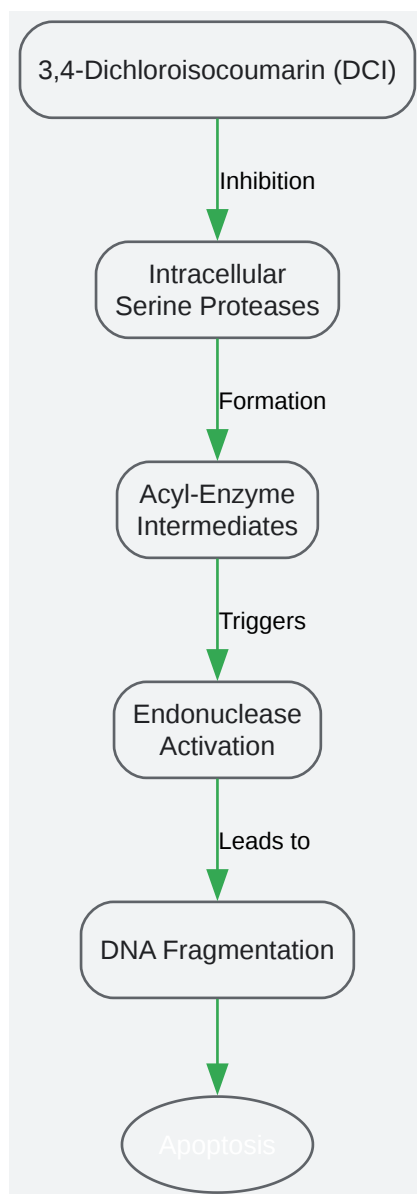 3,4-Dichloroisocoumarin (DCI)
Inhibition
Intracellular
Serine Proteases
Formation
Acyl-Enzyme
Intermediates
Triggers
Endonuclease
Activation
Leads to
DNA Fragmentation
Apoptosis